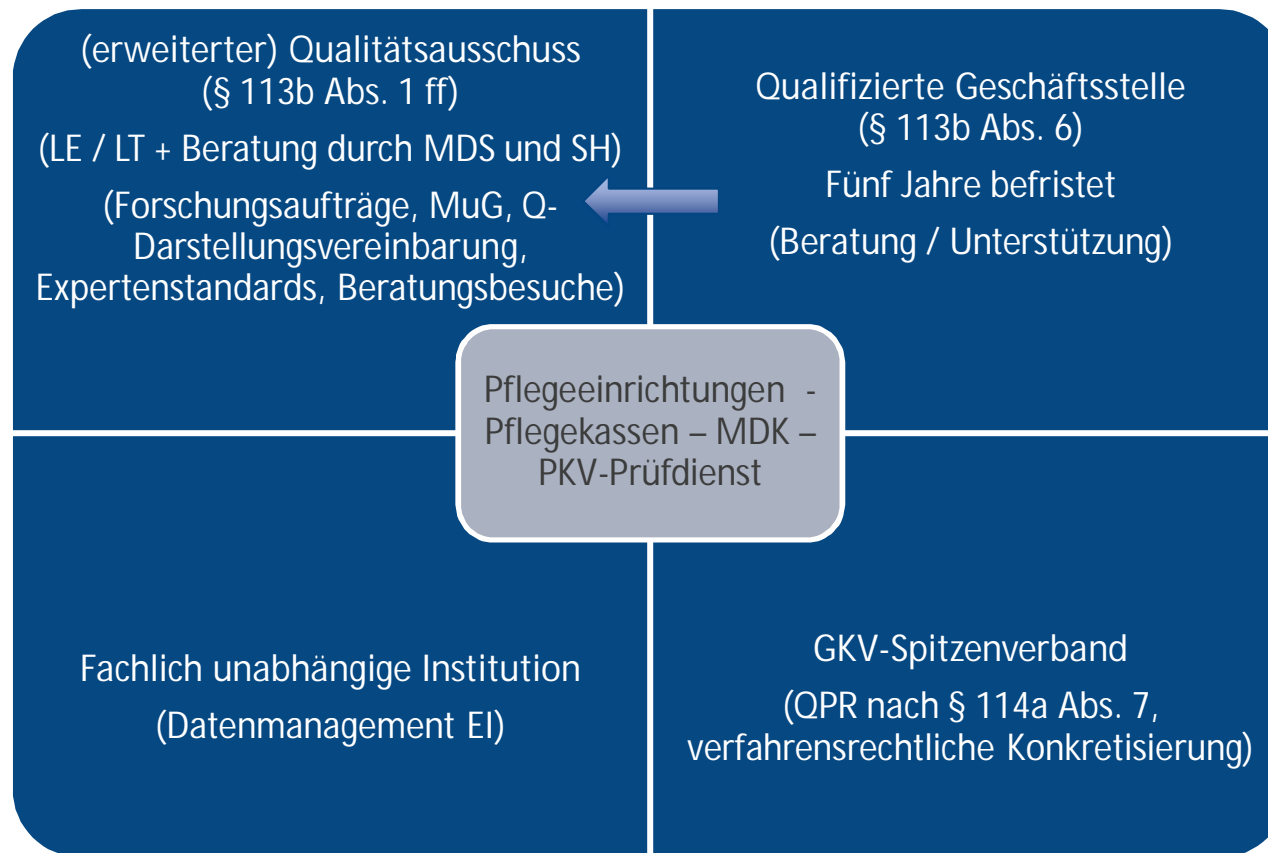 (erweiterter) Qualitätsausschuss
(§ 113b Abs. 1 ff)
(LE / LT + Beratung durch MDS und SH)
(Forschungsaufträge, MuG, Q-
Darstellungsvereinbarung,
Expertenstandards, Beratungsbesuche)
Qualifizierte Geschäftsstelle
(§ 113b Abs. 6)
Fünf Jahre befristet
(Beratung / Unterstützung)
Pflegeeinrichtungen -
Pflegekassen – MDK –
PKV-Prüfdienst
Fachlich unabhängige Institution
(Datenmanagement EI)
GKV-Spitzenverband
(QPR nach § 114a Abs. 7,
verfahrensrechtliche Konkretisierung)